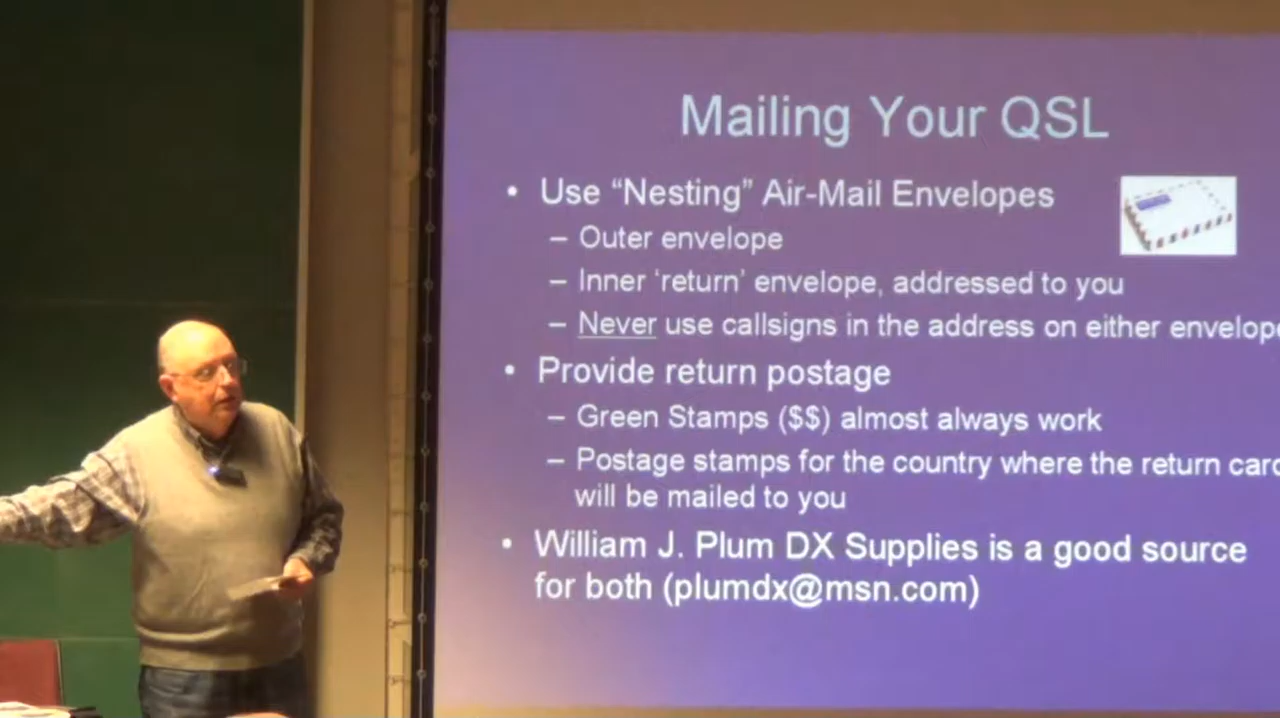 Mailing Your QSL
• Use “Nesting” Air-Mail Envelopes
– Outer envelope
– Inner ‘return’ envelope, addressed to you
– Never use callsigns in the address on either envelope
• Provide return postage
– Green Stamps ($$) almost always work
– Postage stamps for the country where the return card
will be mailed to you
• William J. Plum DX Supplies is a good source
for both (plumdx@msn.com)